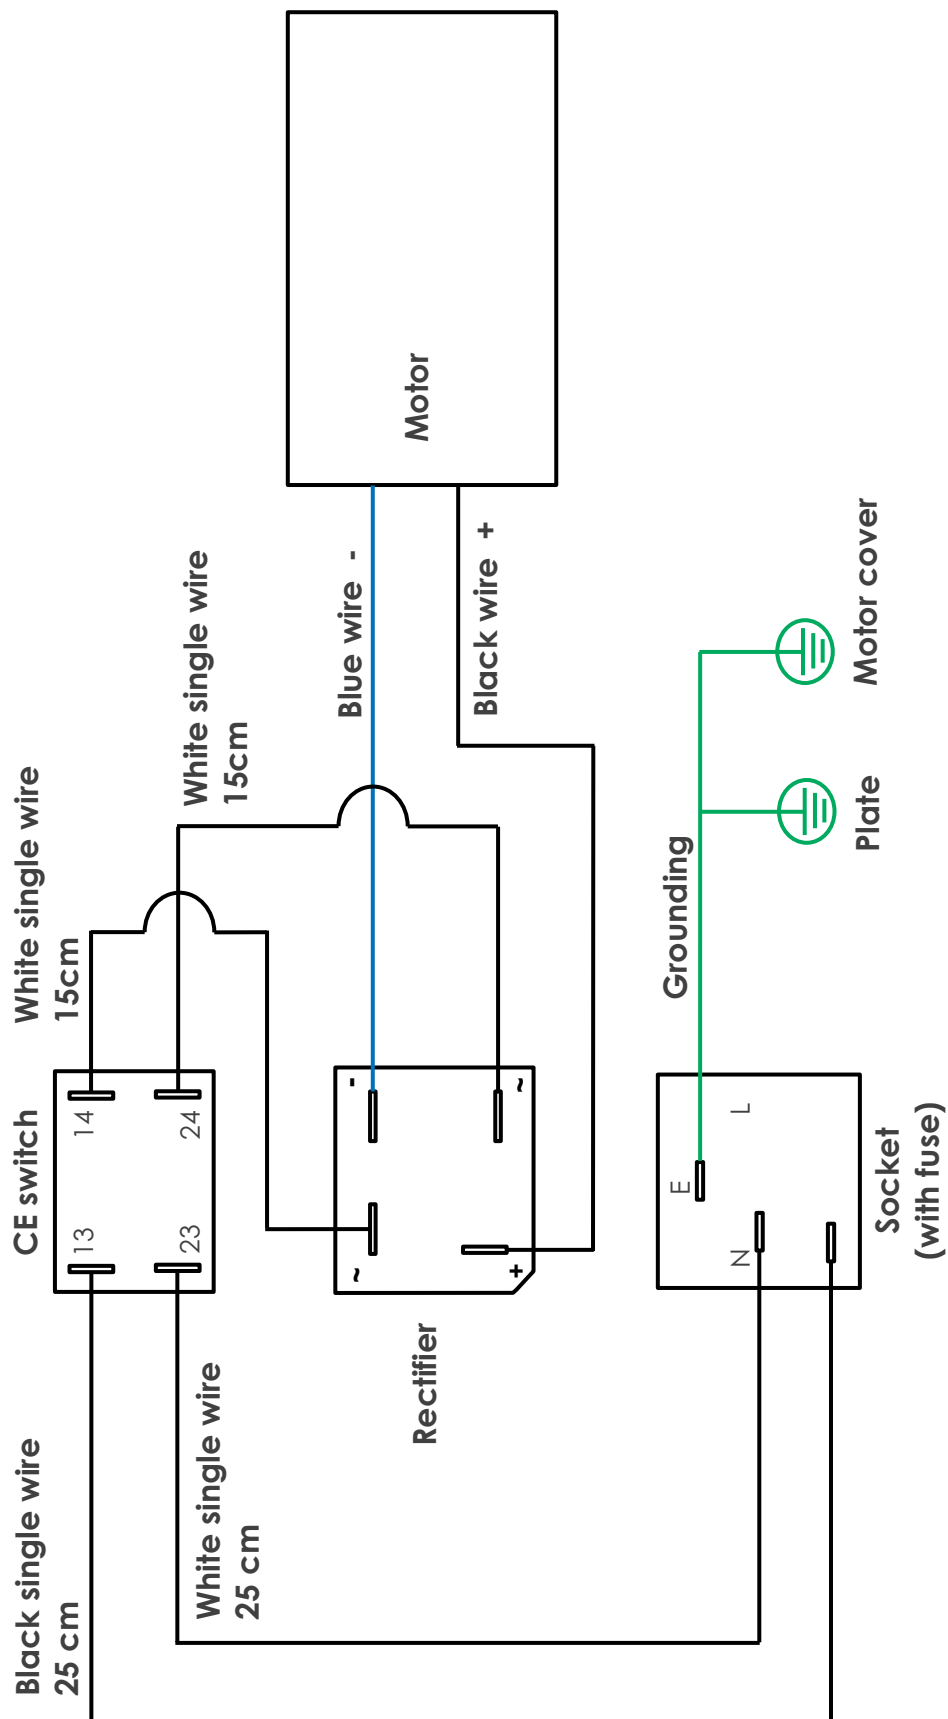 Black single wire
25 cm
CE switch
13
14
23
24
White single wire
15cm
White single wire
15cm
White single wire
25 cm
Rectifier
~
-
+
~
Blue wire -
Black wire +
Motor
Grounding
E
N
L
Socket
(with fuse)
Plate
Motor cover